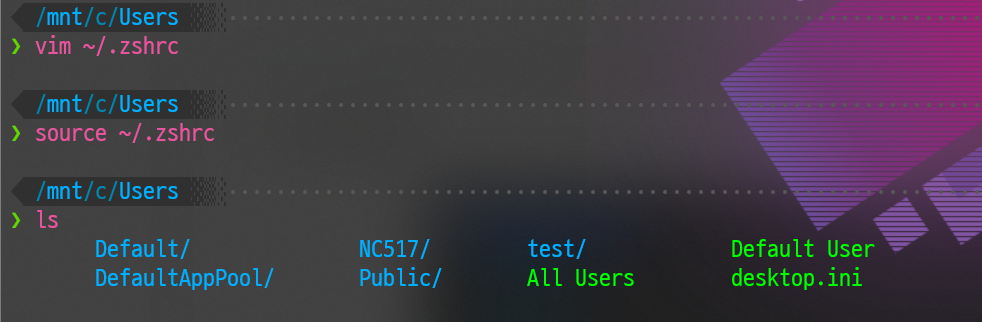 /mnt/c/Users
❯ vim ~/.zshrc
/mnt/c/Users
❯ source ~/.zshrc
/mnt/c/Users
❯ ls
Default/ NC517/ test/ Default User
DefaultAppPool/ Public/ All Users desktop.ini